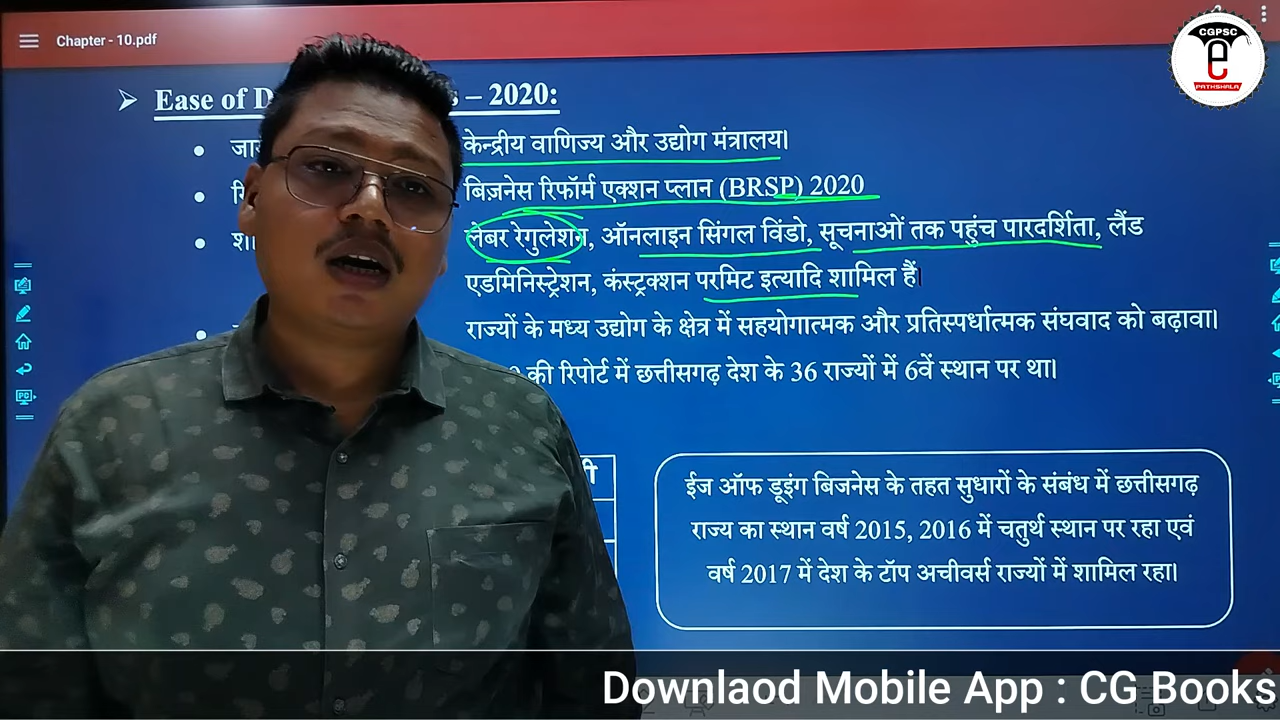 Chapter - 10.pdf
CGPSC
e
PATHSHALA
➤ Ease of D – 2020:
• केन्द्रीय वाणिज्य और उद्योग मंत्रालय।
• बिज़नेस रिफॉर्म एक्शन प्लान (BRSP) 2020
• लेबर रेगुलेशन, ऑनलाइन सिंगल विंडो, सूचनाओं तक पहुंच पारदर्शिता, लैंड
एडमिनिस्ट्रेशन, कंस्ट्रक्शन परमिट इत्यादि शामिल हैं।
• राज्यों के मध्य उद्योग के क्षेत्र में सहयोगात्मक और प्रतिस्पर्धात्मक संघवाद को बढ़ावा।
की रिपोर्ट में छत्तीसगढ़ देश के 36 राज्यों में 6वें स्थान पर था।
ईज ऑफ डूइंग बिजनेस के तहत सुधारों के संबंध में छत्तीसगढ़
राज्य का स्थान वर्ष 2015, 2016 में चतुर्थ स्थान पर रहा एवं
वर्ष 2017 में देश के टॉप अचीवर्स राज्यों में शामिल रहा।
Downlaod Mobile App : CG Books